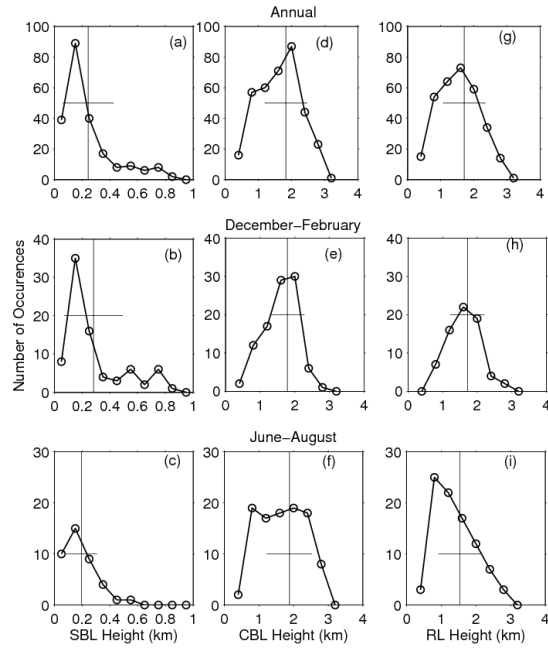 Annual
(a) (d) (g)
100 100 100
80 80 80
60 60 60
40 40 40
20 20 20
0 0 0
0 0.2 0.4 0.6 0.8 1 0 1 2 3 4 0 1 2 3 4
December–February
(b) (e) (h)
40 40 40
30 30 30
20 20 20
10 10 10
0 0 0
0 0.2 0.4 0.6 0.8 1 0 1 2 3 4 0 1 2 3 4
Number of Occurences
June–August
(c) (f) (i)
30 30 30
20 20 20
10 10 10
0 0 0
0 0.2 0.4 0.6 0.8 1 0 1 2 3 4 0 1 2 3 4
SBL Height (km) CBL Height (km) RL Height (km)